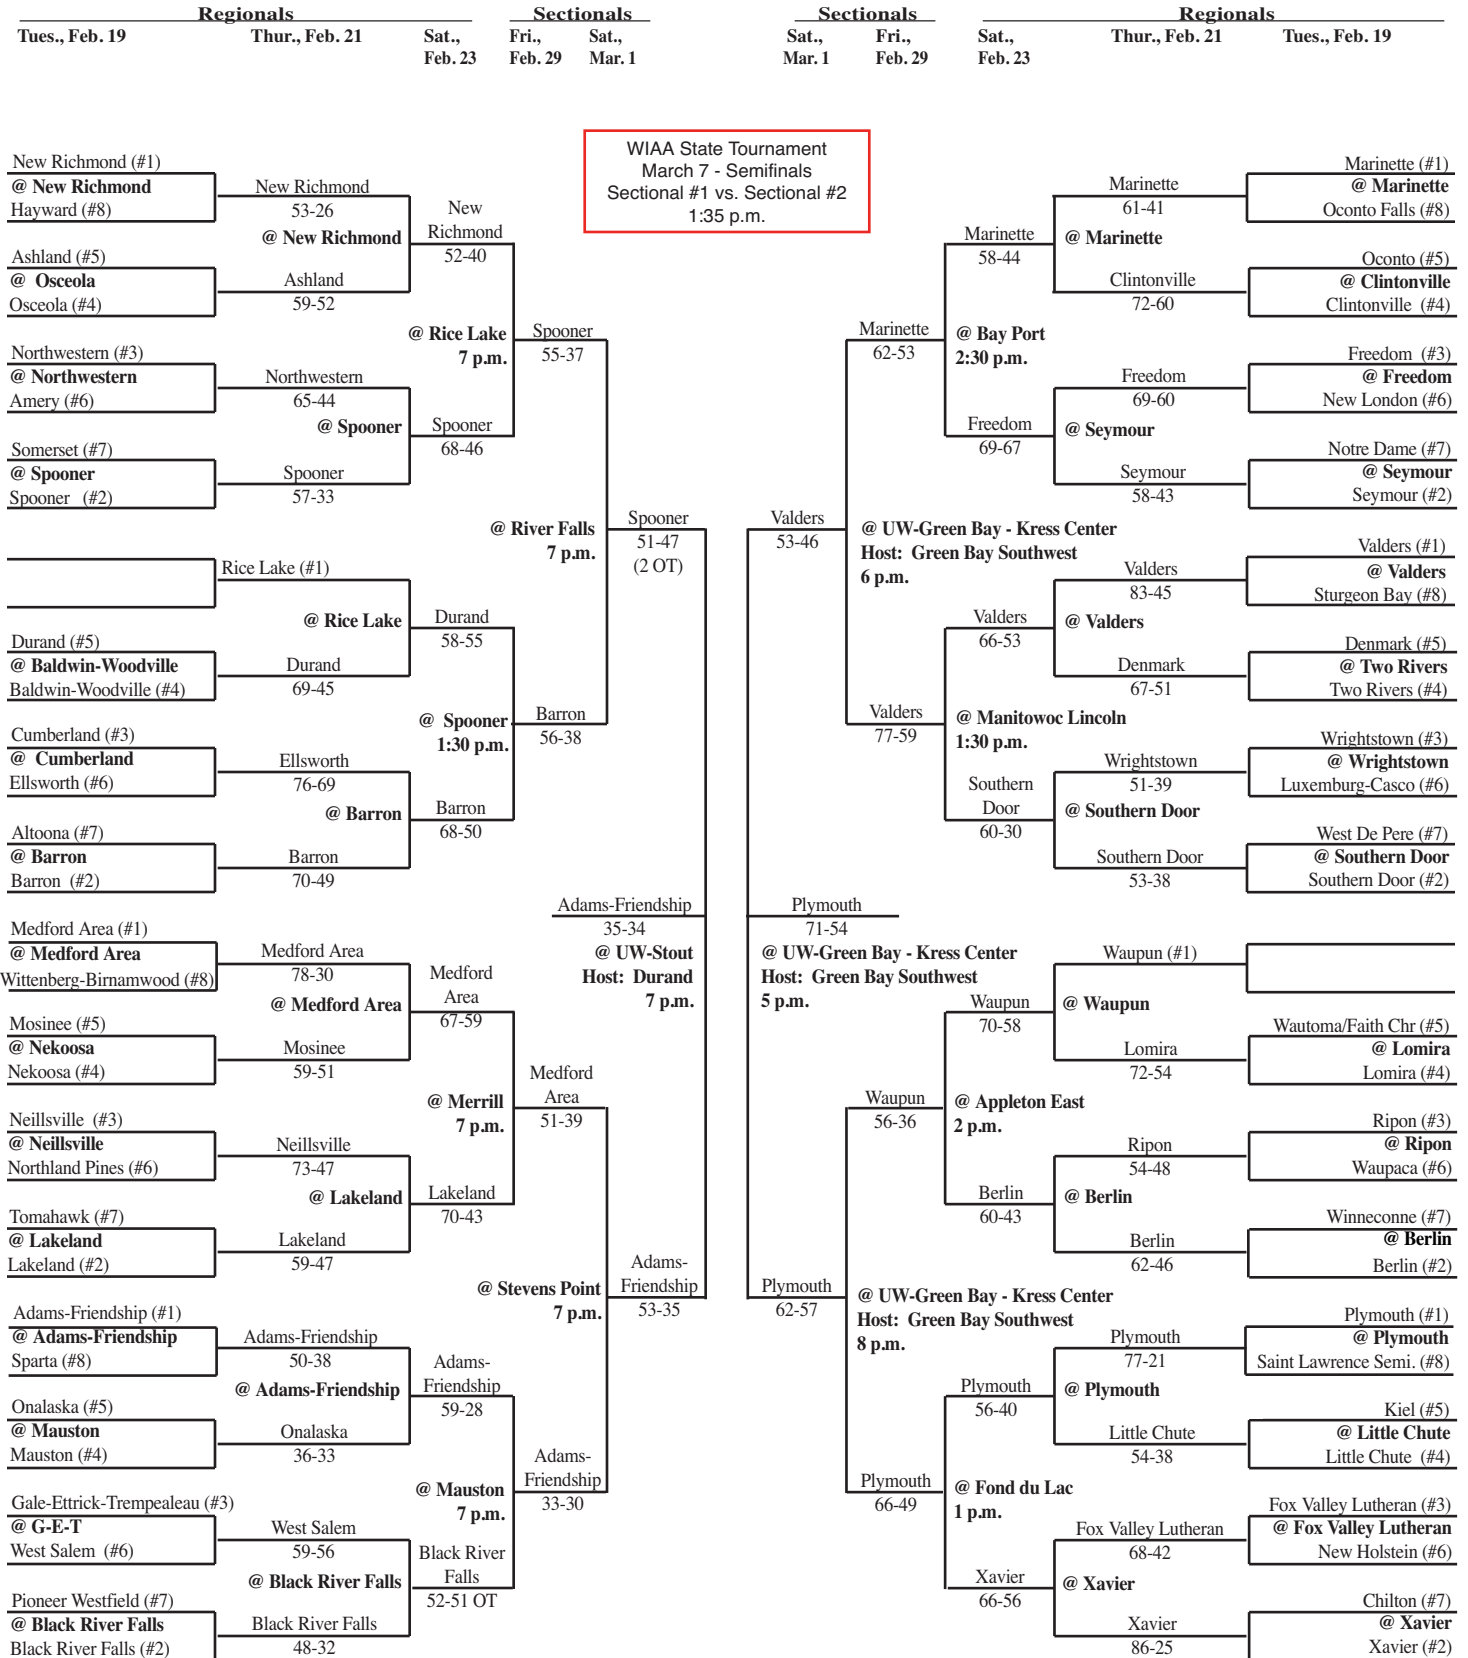 Regionals
Sectionals
Sectionals
Regionals
Tues., Feb. 19
Thur., Feb. 21
Sat.,
Feb. 23
Fri.,
Feb. 29
Sat.,
Mar. 1
Sat.,
Mar. 1
Fri.,
Feb. 29
Sat.,
Feb. 23
Thur., Feb. 21
Tues., Feb. 19
WIAA State Tournament
March 7 - Semifinals
Sectional #1 vs. Sectional #2
1:35 p.m.
New Richmond (#1)
@ New Richmond
Hayward (#8)
Ashland (#5)
@ Osceola
Osceola (#4)
Northwestern (#3)
@ Northwestern
Amery (#6)
Somerset (#7)
@ Spooner
Spooner (#2)
Durand (#5)
@ Baldwin-Woodville
Baldwin-Woodville (#4)
Cumberland (#3)
@ Cumberland
Ellsworth (#6)
Altoona (#7)
@ Barron
Barron (#2)
Medford Area (#1)
@ Medford Area
Wittenberg-Birnamwood (#8)
Mosinee (#5)
@ Nekoosa
Nekoosa (#4)
Neillsville (#3)
@ Neillsville
Northland Pines (#6)
Tomahawk (#7)
@ Lakeland
Lakeland (#2)
Adams-Friendship (#1)
@ Adams-Friendship
Sparta (#8)
Onalaska (#5)
@ Mauston
Mauston (#4)
Gale-Ettrick-Trempealeau (#3)
@ G-E-T
West Salem (#6)
Pioneer Westfield (#7)
@ Black River Falls
Black River Falls (#2)
New Richmond
53-26
@ New Richmond
Ashland
59-52
Northwestern
65-44
@ Spooner
Spooner
57-33
Rice Lake (#1)
@ Rice Lake
Durand
69-45
Ellsworth
76-69
@ Barron
Barron
70-49
Medford Area
78-30
@ Medford Area
Mosinee
59-51
Neillsville
73-47
@ Lakeland
Lakeland
59-47
Adams-Friendship
50-38
@ Adams-Friendship
Onalaska
36-33
West Salem
59-56
@ Black River Falls
Black River Falls
48-32
New
Richmond
52-40
@ Rice Lake
7 p.m.
Spooner
68-46
Durand
58-55
@ Spooner
1:30 p.m.
Barron
68-50
Medford
Area
67-59
@ Merrill
7 p.m.
Lakeland
70-43
Adams-
Friendship
59-28
@ Mauston
7 p.m.
Black River
Falls
52-51 OT
Spooner
55-37
@ River Falls
7 p.m.
Barron
56-38
Medford
Area
51-39
@ Stevens Point
7 p.m.
Adams-
Friendship
33-30
Spooner
51-47
(2 OT)
Adams-Friendship
35-34
@ UW-Stout
Host: Durand
7 p.m.
Adams-
Friendship
53-35
Valders
53-46
Plymouth
71-54
@ UW-Green Bay - Kress Center
Host: Green Bay Southwest
5 p.m.
Plymouth
62-57
Marinette
62-53
@ UW-Green Bay - Kress Center
Host: Green Bay Southwest
6 p.m.
Valders
77-59
Waupun
56-36
@ UW-Green Bay - Kress Center
Host: Green Bay Southwest
8 p.m.
Plymouth
66-49
Marinette
58-44
@ Bay Port
2:30 p.m.
Freedom
69-67
Valders
66-53
@ Manitowoc Lincoln
1:30 p.m.
Southern
Door
60-30
Waupun
70-58
@ Appleton East
2 p.m.
Berlin
60-43
Plymouth
56-40
@ Fond du Lac
1 p.m.
Xavier
66-56
Marinette
61-41
@ Marinette
Clintonville
72-60
Freedom
69-60
@ Seymour
Seymour
58-43
Valders
83-45
@ Valders
Denmark
67-51
Wrightstown
51-39
@ Southern Door
Southern Door
53-38
Waupun (#1)
@ Waupun
Lomira
72-54
Ripon
54-48
@ Berlin
Berlin
62-46
Plymouth
77-21
@ Plymouth
Little Chute
54-38
Fox Valley Lutheran
68-42
@ Xavier
Xavier
86-25
Marinette (#1)
@ Marinette
Oconto Falls (#8)
Oconto (#5)
@ Clintonville
Clintonville (#4)
Freedom (#3)
@ Freedom
New London (#6)
Notre Dame (#7)
@ Seymour
Seymour (#2)
Valders (#1)
@ Valders
Sturgeon Bay (#8)
Denmark (#5)
@ Two Rivers
Two Rivers (#4)
Wrightstown (#3)
@ Wrightstown
Luxemburg-Casco (#6)
West De Pere (#7)
@ Southern Door
Southern Door (#2)
Wautoma/Faith Chr (#5)
@ Lomira
Lomira (#4)
Ripon (#3)
@ Ripon
Waupaca (#6)
Winneconne (#7)
@ Berlin
Berlin (#2)
Plymouth (#1)
@ Plymouth
Saint Lawrence Semi. (#8)
Kiel (#5)
@ Little Chute
Little Chute (#4)
Fox Valley Lutheran (#3)
@ Fox Valley Lutheran
New Holstein (#6)
Chilton (#7)
@ Xavier
Xavier (#2)